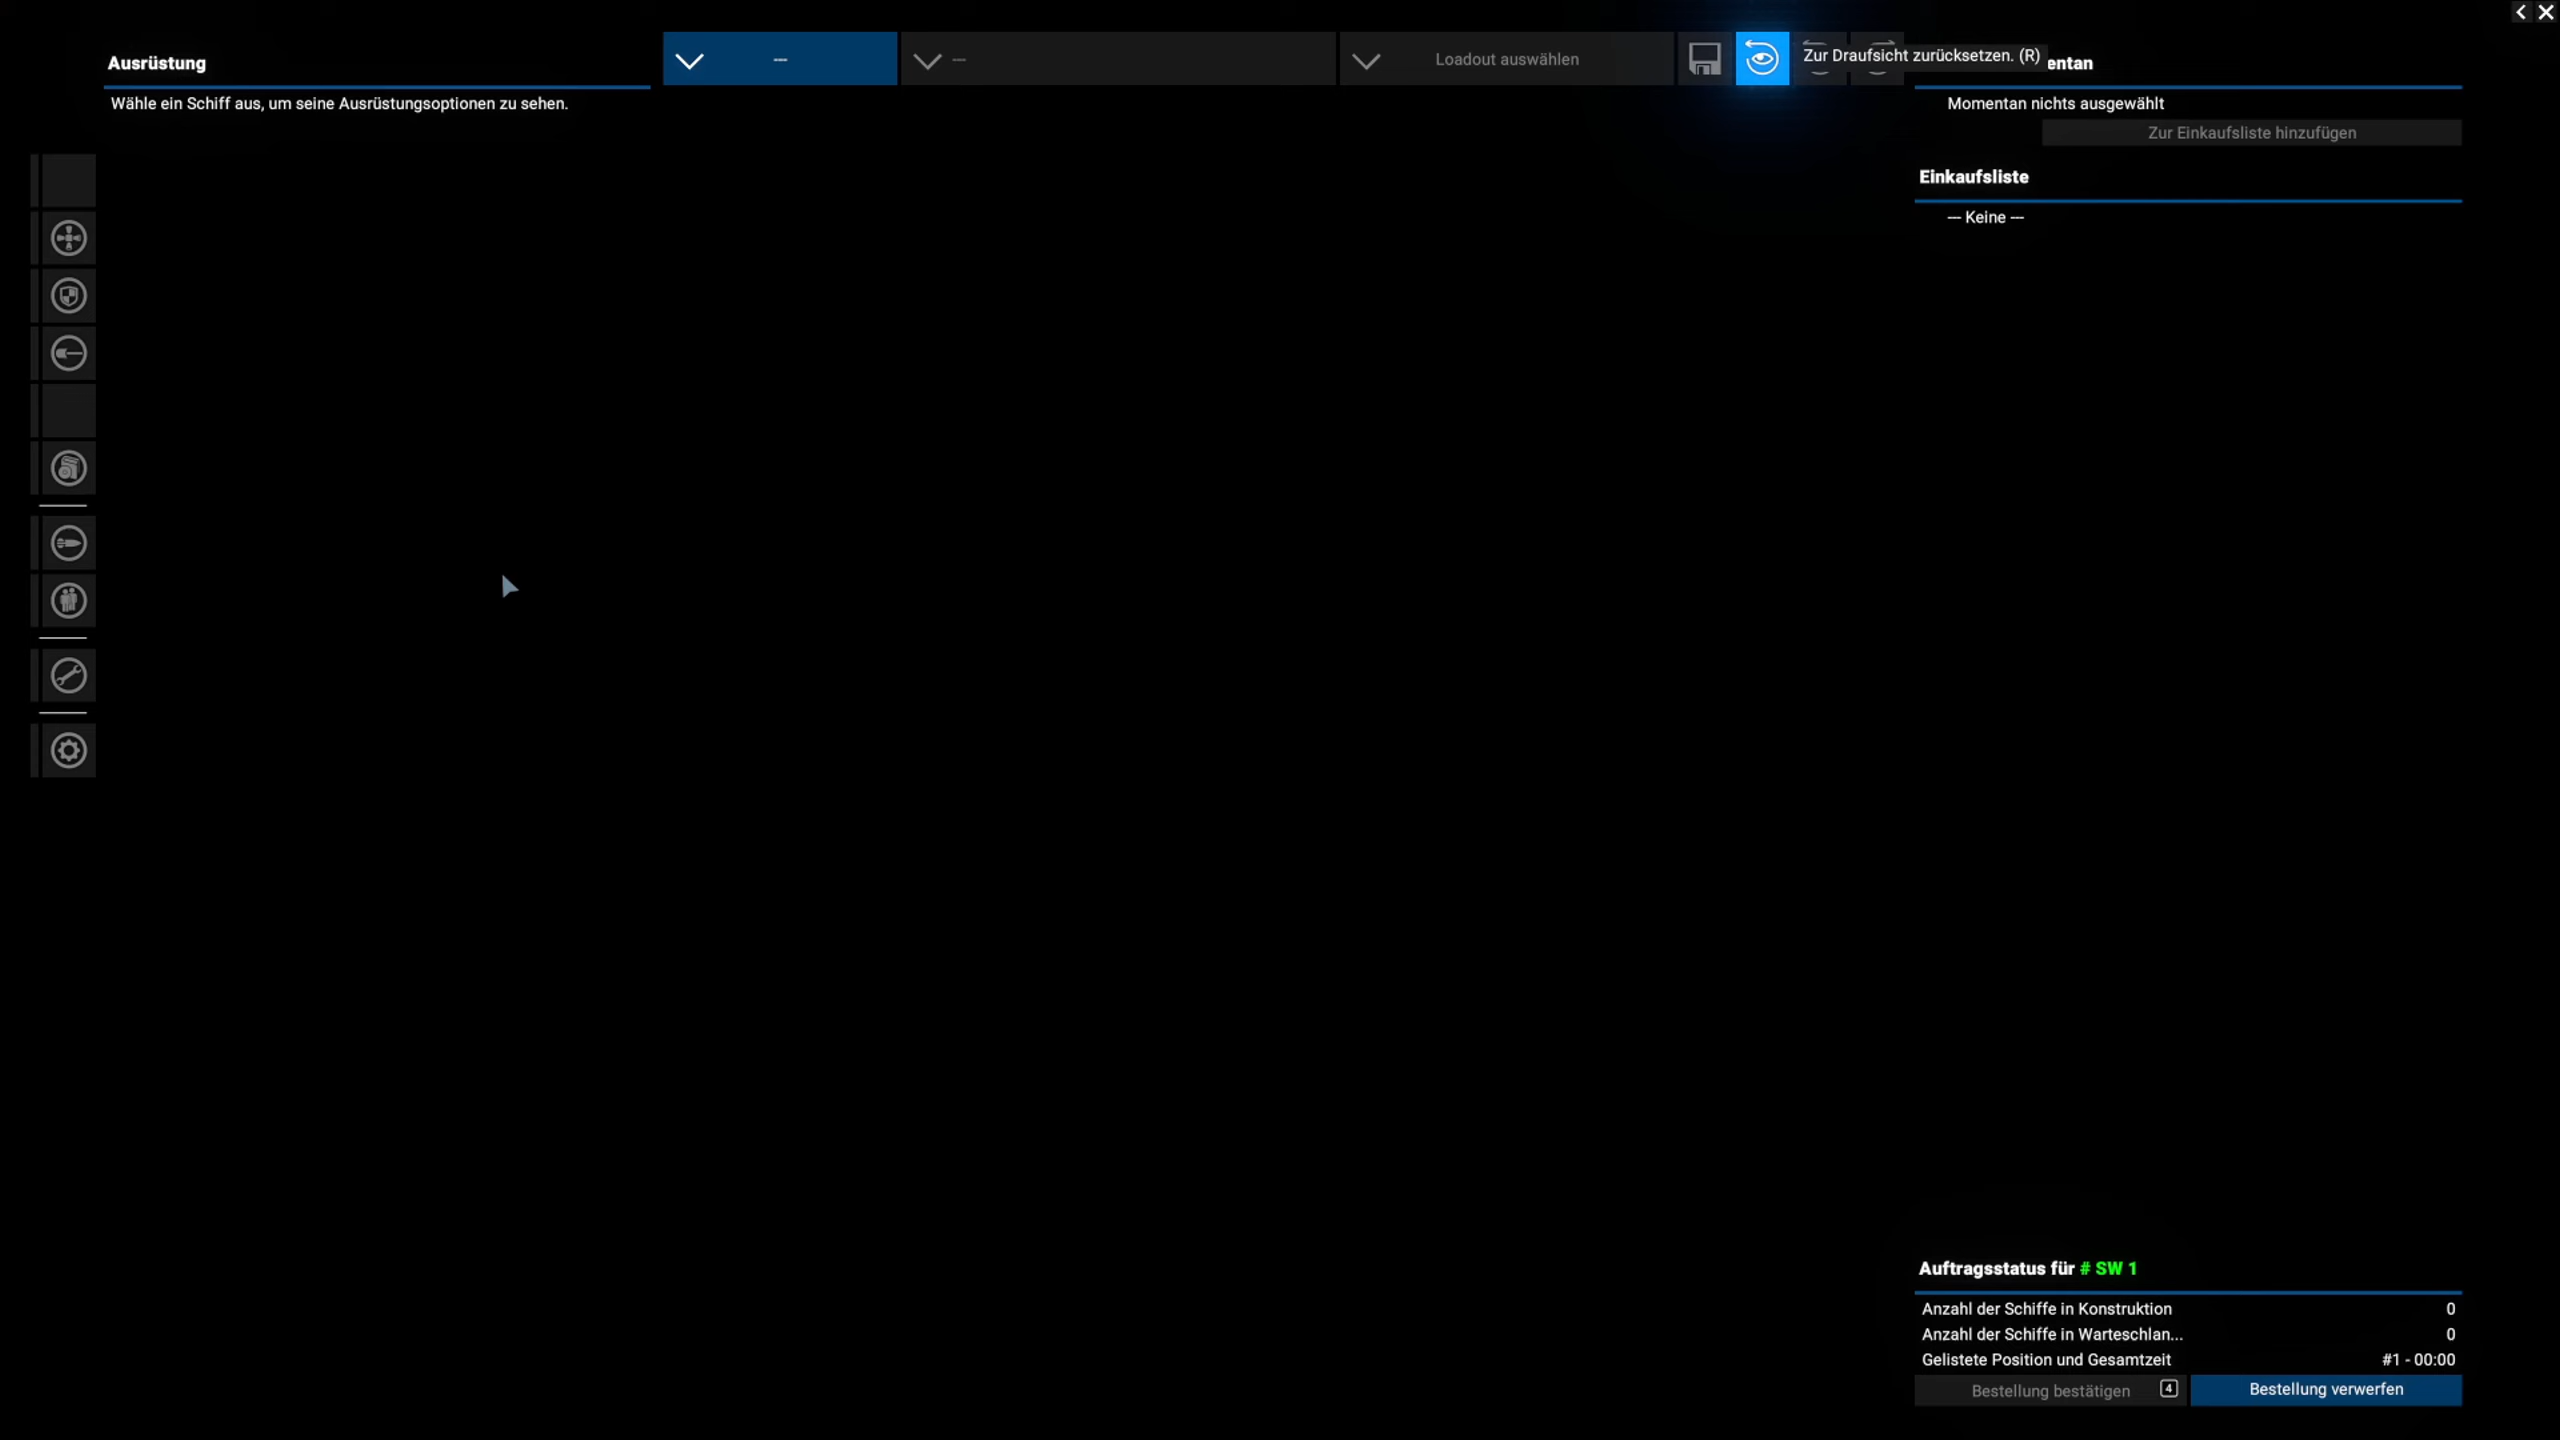 Ausrüstung
Wähle ein Schiff aus, um seine Ausrüstungsoptionen zu sehen.
---
---
Loadout auswählen
Zur Draufsicht zurücksetzen. (R)
entan
Momentan nichts ausgewählt
Zur Einkaufsliste hinzufügen
Einkaufsliste
--- Keine ---
Auftragsstatus für # SW 1
Anzahl der Schiffe in Konstruktion 0
Anzahl der Schiffe in Warteschlan... 0
Gelistete Position und Gesamtzeit #1 - 00:00
Bestellung bestätigen 4
Bestellung verwerfen